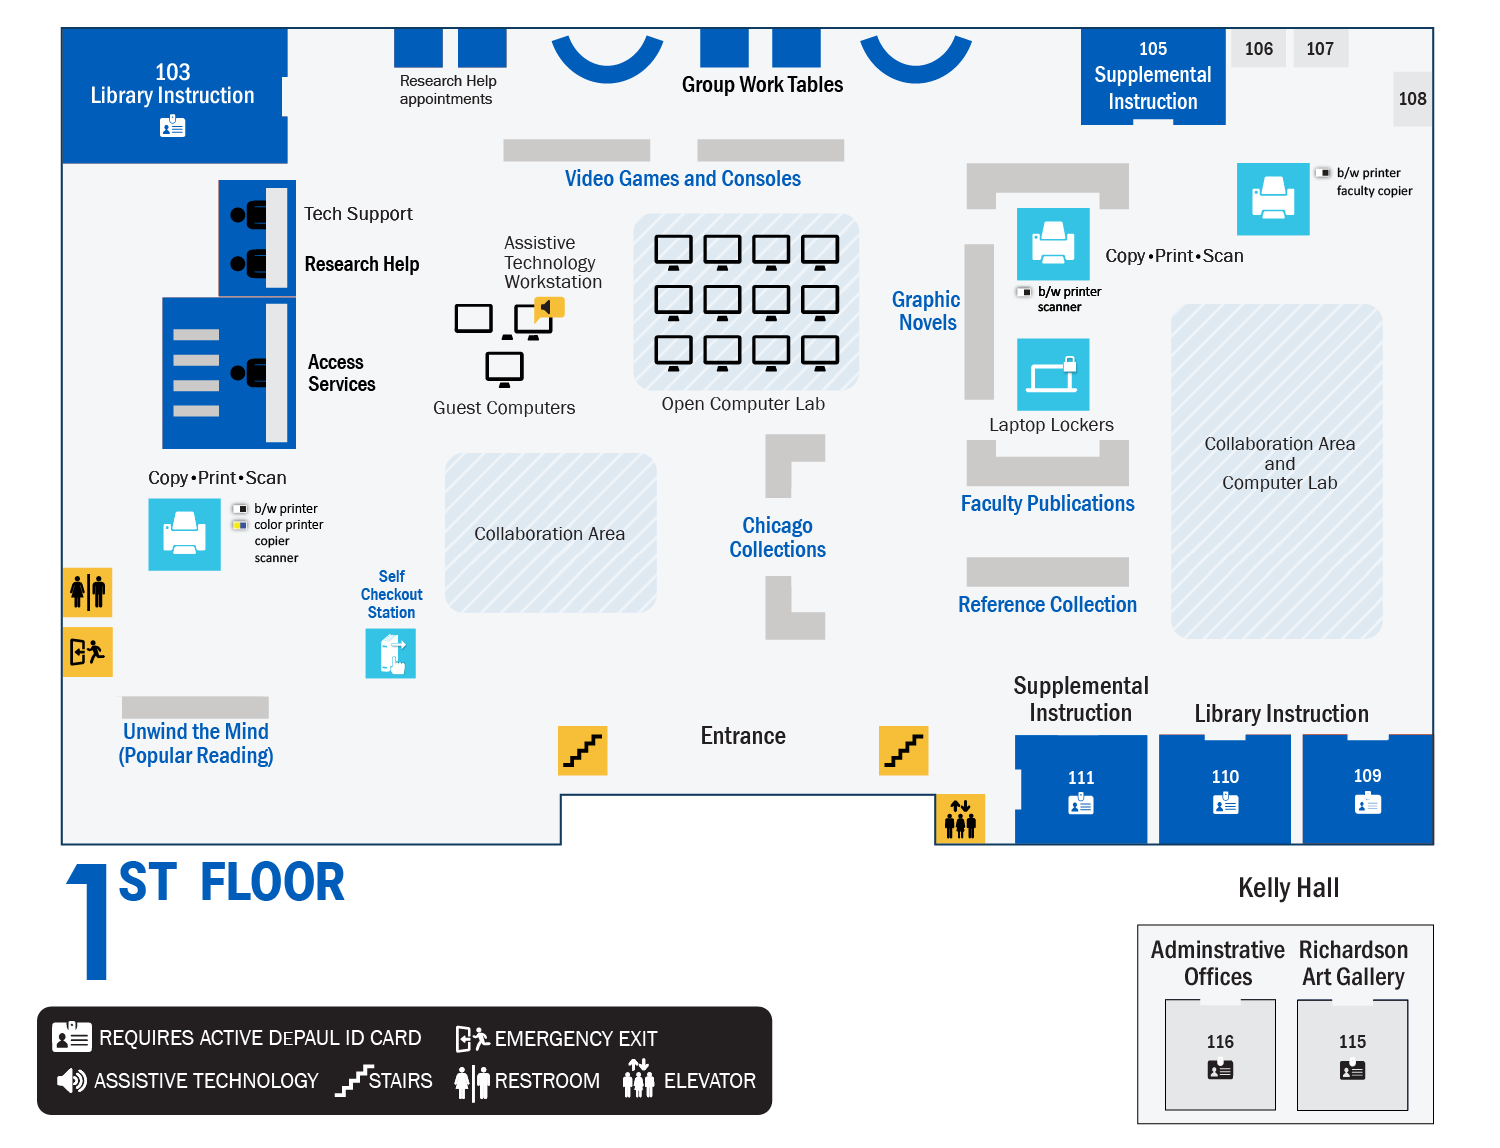 103
Library Instruction
Research Help
appointments
Group Work Tables
105
Supplemental
Instruction
106
107
108
Video Games and Consoles
b/w printer
faculty copier
Tech Support
Research Help
Assistive
Technology
Workstation
Copy•Print•Scan
b/w printer
scanner
Graphic
Novels
Access
Services
Guest Computers
Open Computer Lab
Laptop Lockers
Collaboration Area
and
Computer Lab
Copy•Print•Scan
b/w printer
color printer
copier
scanner
Collaboration Area
Chicago
Collections
Faculty Publications
Self
Checkout
Station
Reference Collection
Unwind the Mind
(Popular Reading)
Entrance
Supplemental
Instruction
Library Instruction
111
110
109
1ST FLOOR
Kelly Hall
Adminstrative
Offices
Richardson
Art Gallery
116
115
REQUIRES ACTIVE DEPAUL ID CARD
EMERGENCY EXIT
ASSISTIVE TECHNOLOGY
STAIRS
RESTROOM
ELEVATOR